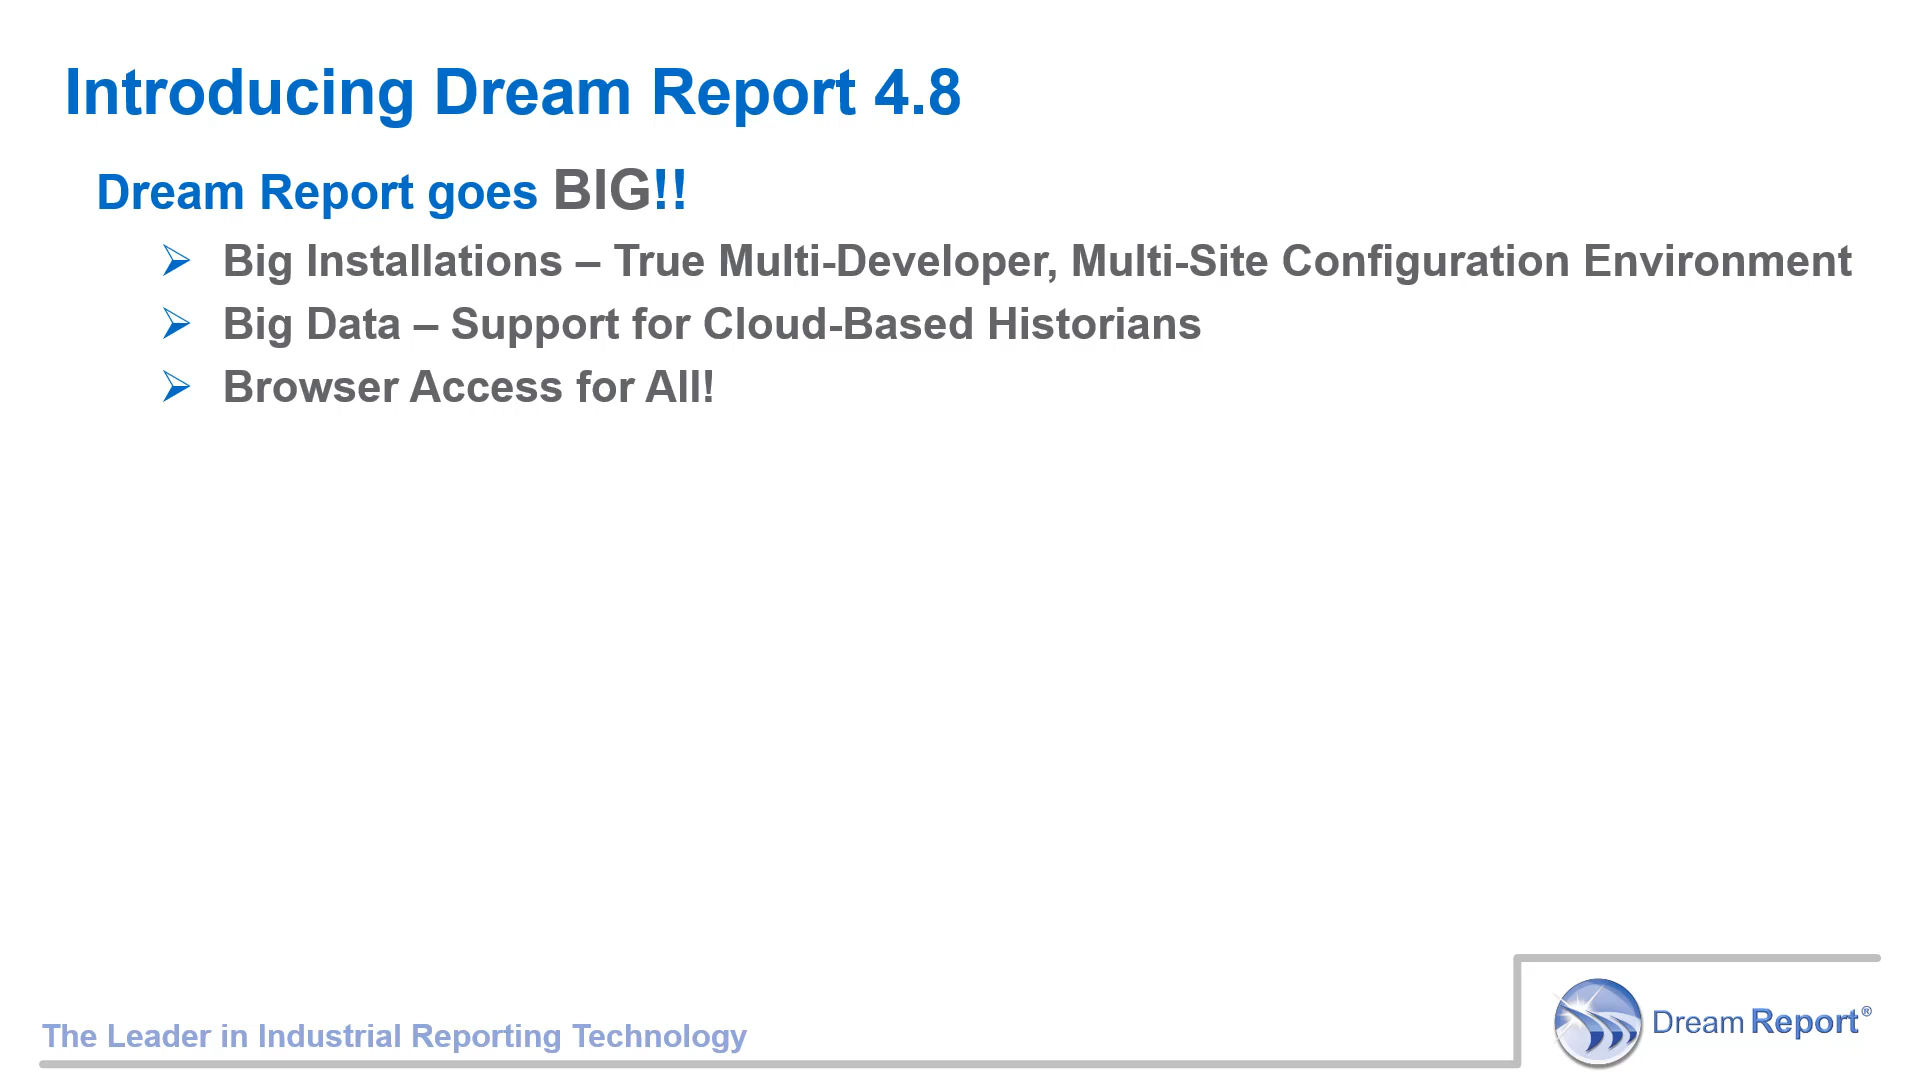 Introducing Dream Report 4.8
Dream Report goes BIG!!
➢ Big Installations – True Multi-Developer, Multi-Site Configuration Environment
➢ Big Data – Support for Cloud-Based Historians
➢ Browser Access for All!
The Leader in Industrial Reporting Technology
Dream Report®